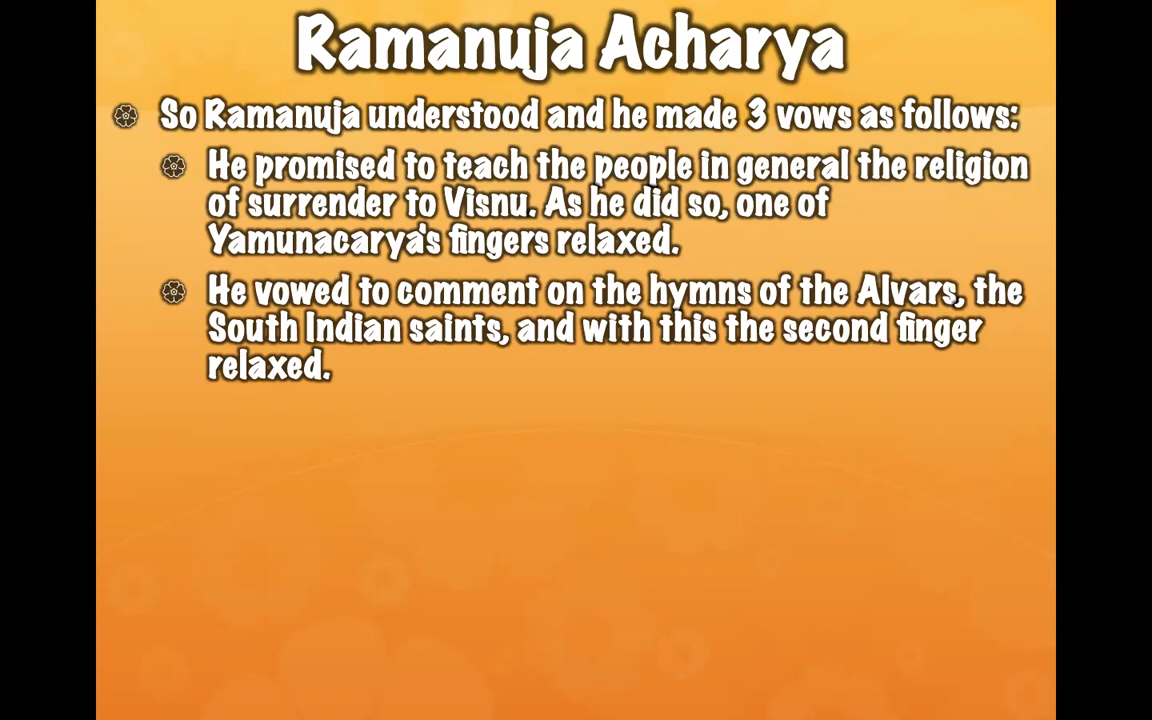 Ramanuja Acharya
So Ramanuja understood and he made 3 vows as follows:
He promised to teach the people in general the religion
of surrender to Visnu. As he did so, one of
Yamunacarya's fingers relaxed.
He vowed to comment on the hymns of the Alvars, the
South Indian saints, and with this the second finger
relaxed.